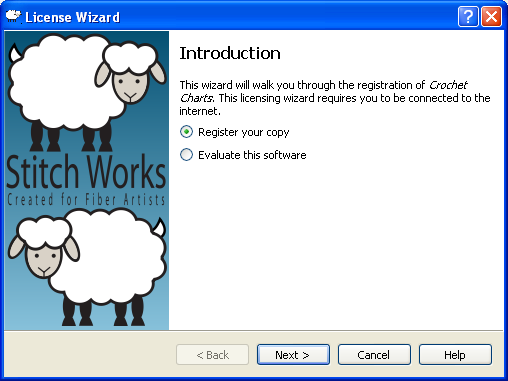 License Wizard
Introduction
This wizard will walk you through the registration of Crochet
Charts. This licensing wizard requires you to be connected to the
internet.
Register your copy
Evaluate this software
Stitch Works
Created for Fiber Artists
< Back
Next >
Cancel
Help